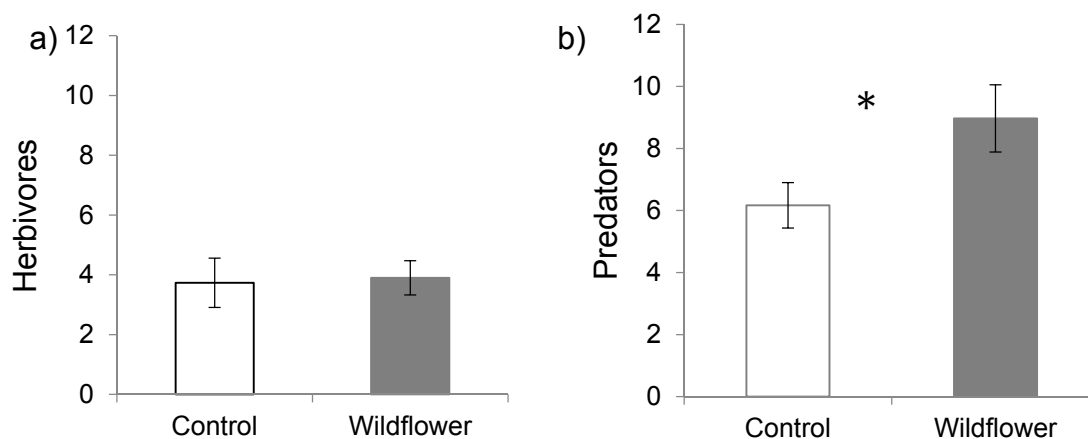 a)
12
10
8
6
4
2
0
Herbivores
Control
Wildflower
b)
12
10
8
6
4
2
0
Predators
*
Control
Wildflower